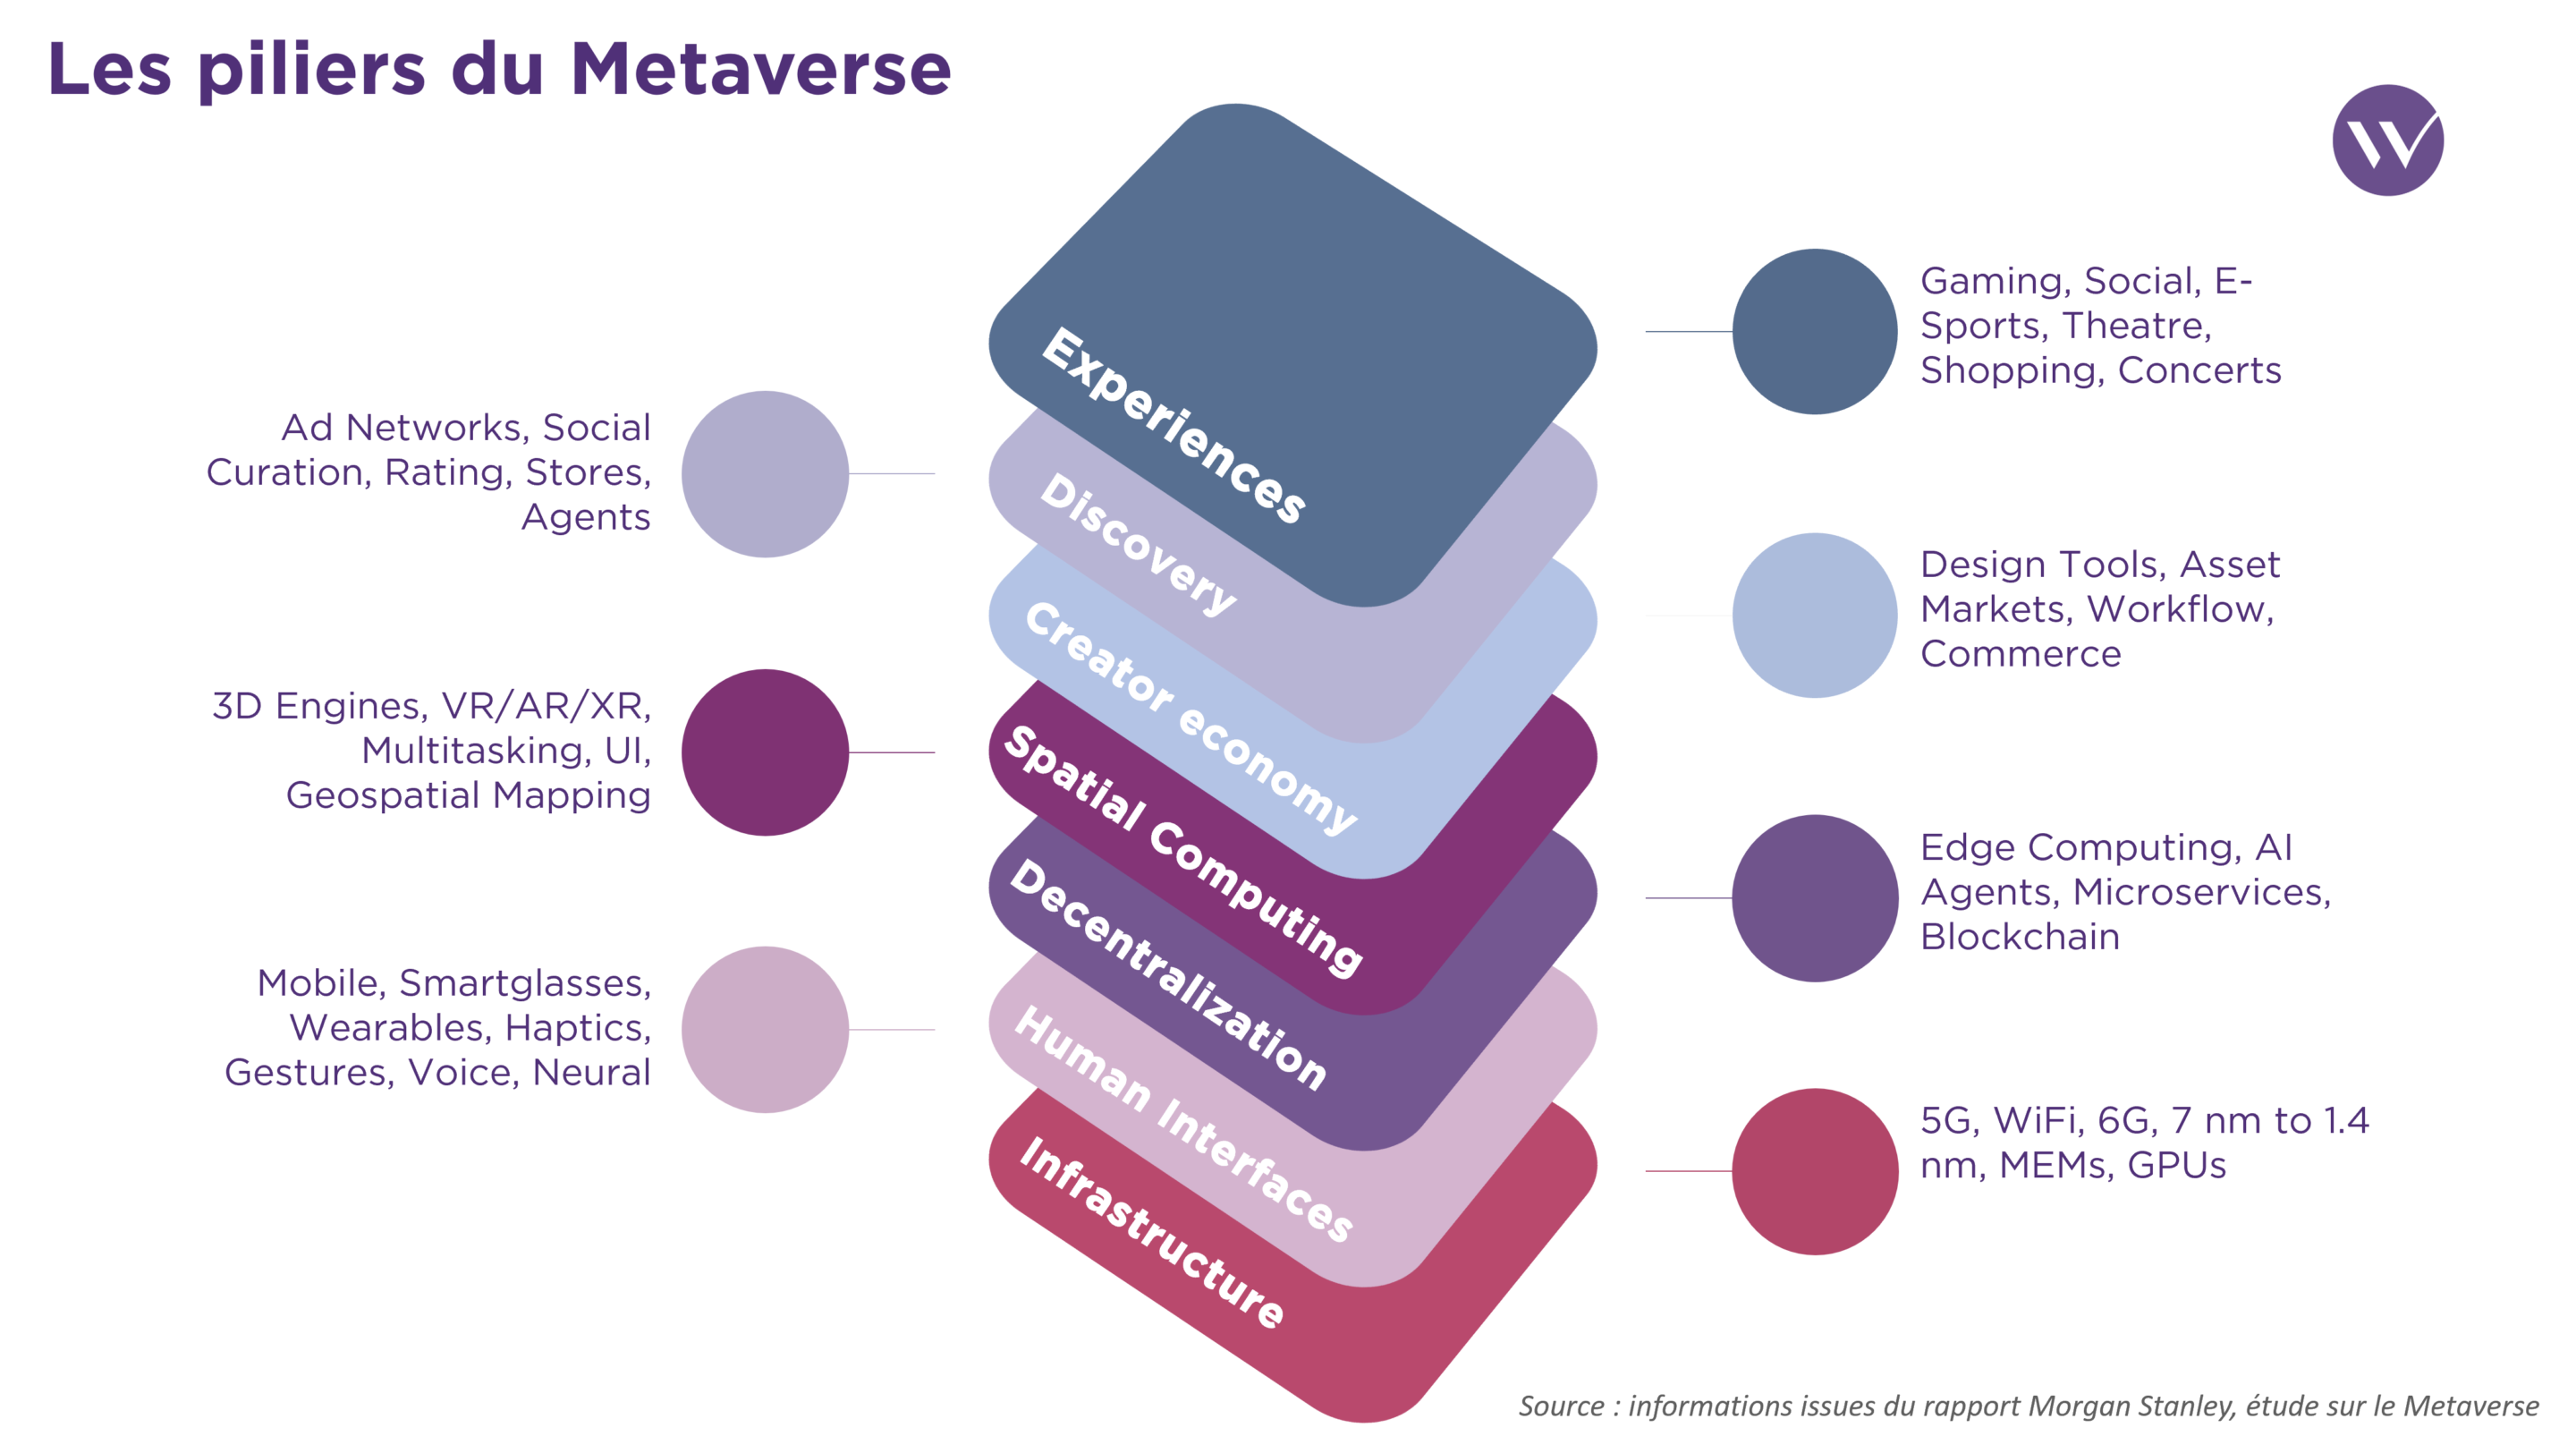 Les piliers du Metaverse
Experiences
Discovery
Creator economy
Spatial Computing
Decentralization
Human Interfaces
Infrastructure
Ad Networks, Social
Curation, Rating, Stores,
Agents
3D Engines, VR/AR/XR,
Multitasking, UI,
Geospatial Mapping
Mobile, Smartglasses,
Wearables, Haptics,
Gestures, Voice, Neural
Gaming, Social, E-
Sports, Theatre,
Shopping, Concerts
Design Tools, Asset
Markets, Workflow,
Commerce
Edge Computing, AI
Agents, Microservices,
Blockchain
5G, WiFi, 6G, 7 nm to 1.4
nm, MEMs, GPUs
Source : informations issues du rapport Morgan Stanley, étude sur le Metaverse